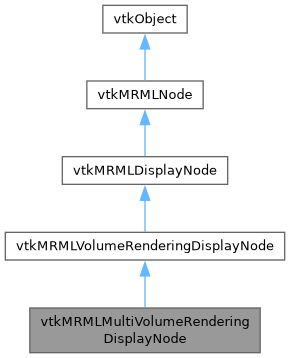 vtkObject
vtkMRMLNode
vtkMRMLDisplayNode
vtkMRMLVolumeRenderingDisplayNode
vtkMRMLMultiVolumeRendering
DisplayNode